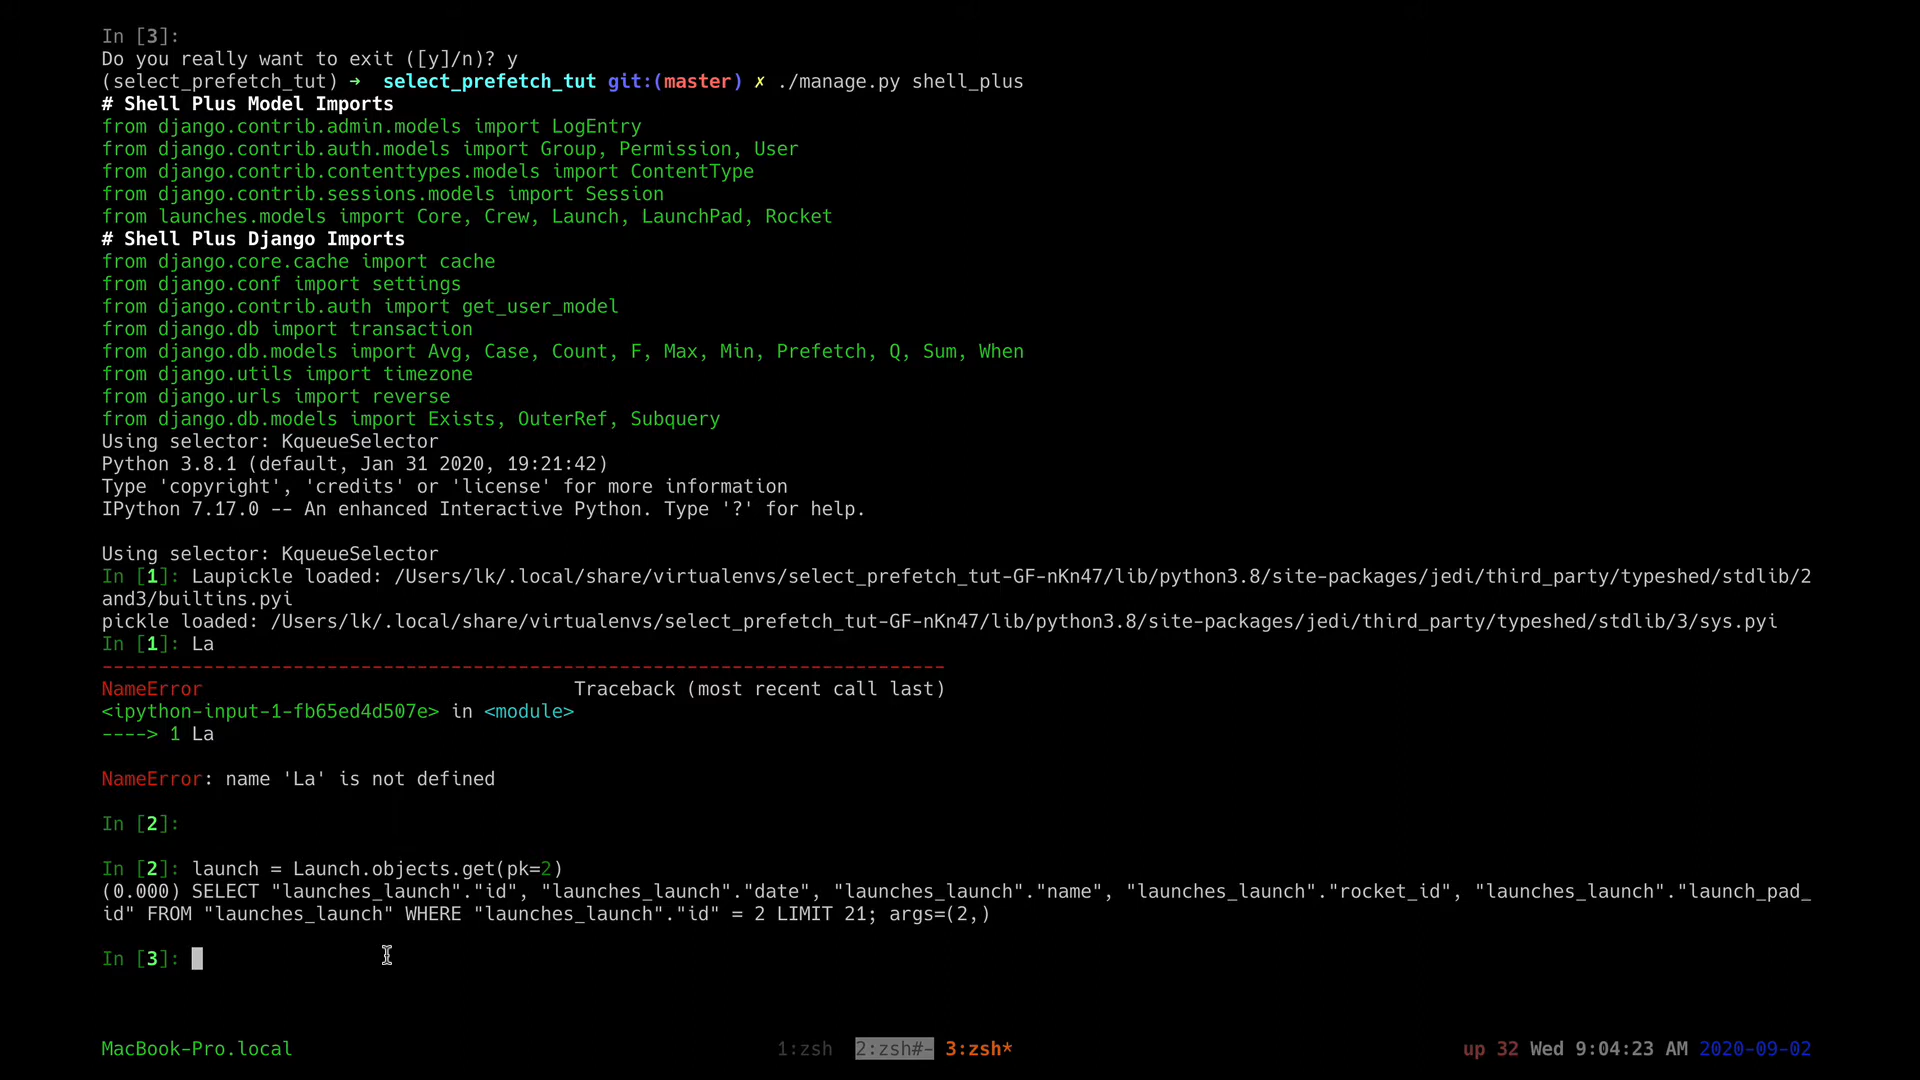 In [3]:
Do you really want to exit ([y]/n)? y
(select_prefetch_tut) → select_prefetch_tut git:(master) ✗ ./manage.py shell_plus
# Shell Plus Model Imports
from django.contrib.admin.models import LogEntry
from django.contrib.auth.models import Group, Permission, User
from django.contrib.contenttypes.models import ContentType
from django.contrib.sessions.models import Session
from launches.models import Core, Crew, Launch, LaunchPad, Rocket
# Shell Plus Django Imports
from django.core.cache import cache
from django.conf import settings
from django.contrib.auth import get_user_model
from django.db import transaction
from django.db.models import Avg, Case, Count, F, Max, Min, Prefetch, Q, Sum, When
from django.utils import timezone
from django.urls import reverse
from django.db.models import Exists, OuterRef, Subquery
Using selector: KqueueSelector
Python 3.8.1 (default, Jan 31 2020, 19:21:42)
Type 'copyright', 'credits' or 'license' for more information
IPython 7.17.0 -- An enhanced Interactive Python. Type '?' for help.
Using selector: KqueueSelector
In [1]: Laupickle loaded: /Users/lk/.local/share/virtualenvs/select_prefetch_tut-GF-nKn47/lib/python3.8/site-packages/jedi/third_party/typeshed/stdlib/2
and3/builtins.pyi
pickle loaded: /Users/lk/.local/share/virtualenvs/select_prefetch_tut-GF-nKn47/lib/python3.8/site-packages/jedi/third_party/typeshed/stdlib/3/sys.pyi
In [1]: La
---------------------------------------------------------------------------
NameError                                 Traceback (most recent call last)
<ipython-input-1-fb65ed4d507e> in <module>
----> 1 La
NameError: name 'La' is not defined
In [2]:
In [2]: launch = Launch.objects.get(pk=2)
(0.000) SELECT "launches_launch"."id", "launches_launch"."date", "launches_launch"."name", "launches_launch"."rocket_id", "launches_launch"."launch_pad_
id" FROM "launches_launch" WHERE "launches_launch"."id" = 2 LIMIT 21; args=(2,)
In [3]:
MacBook-Pro.local 1:zsh 2:zsh#- 3:zsh* up 32 Wed 9:04:23 AM 2020-09-02